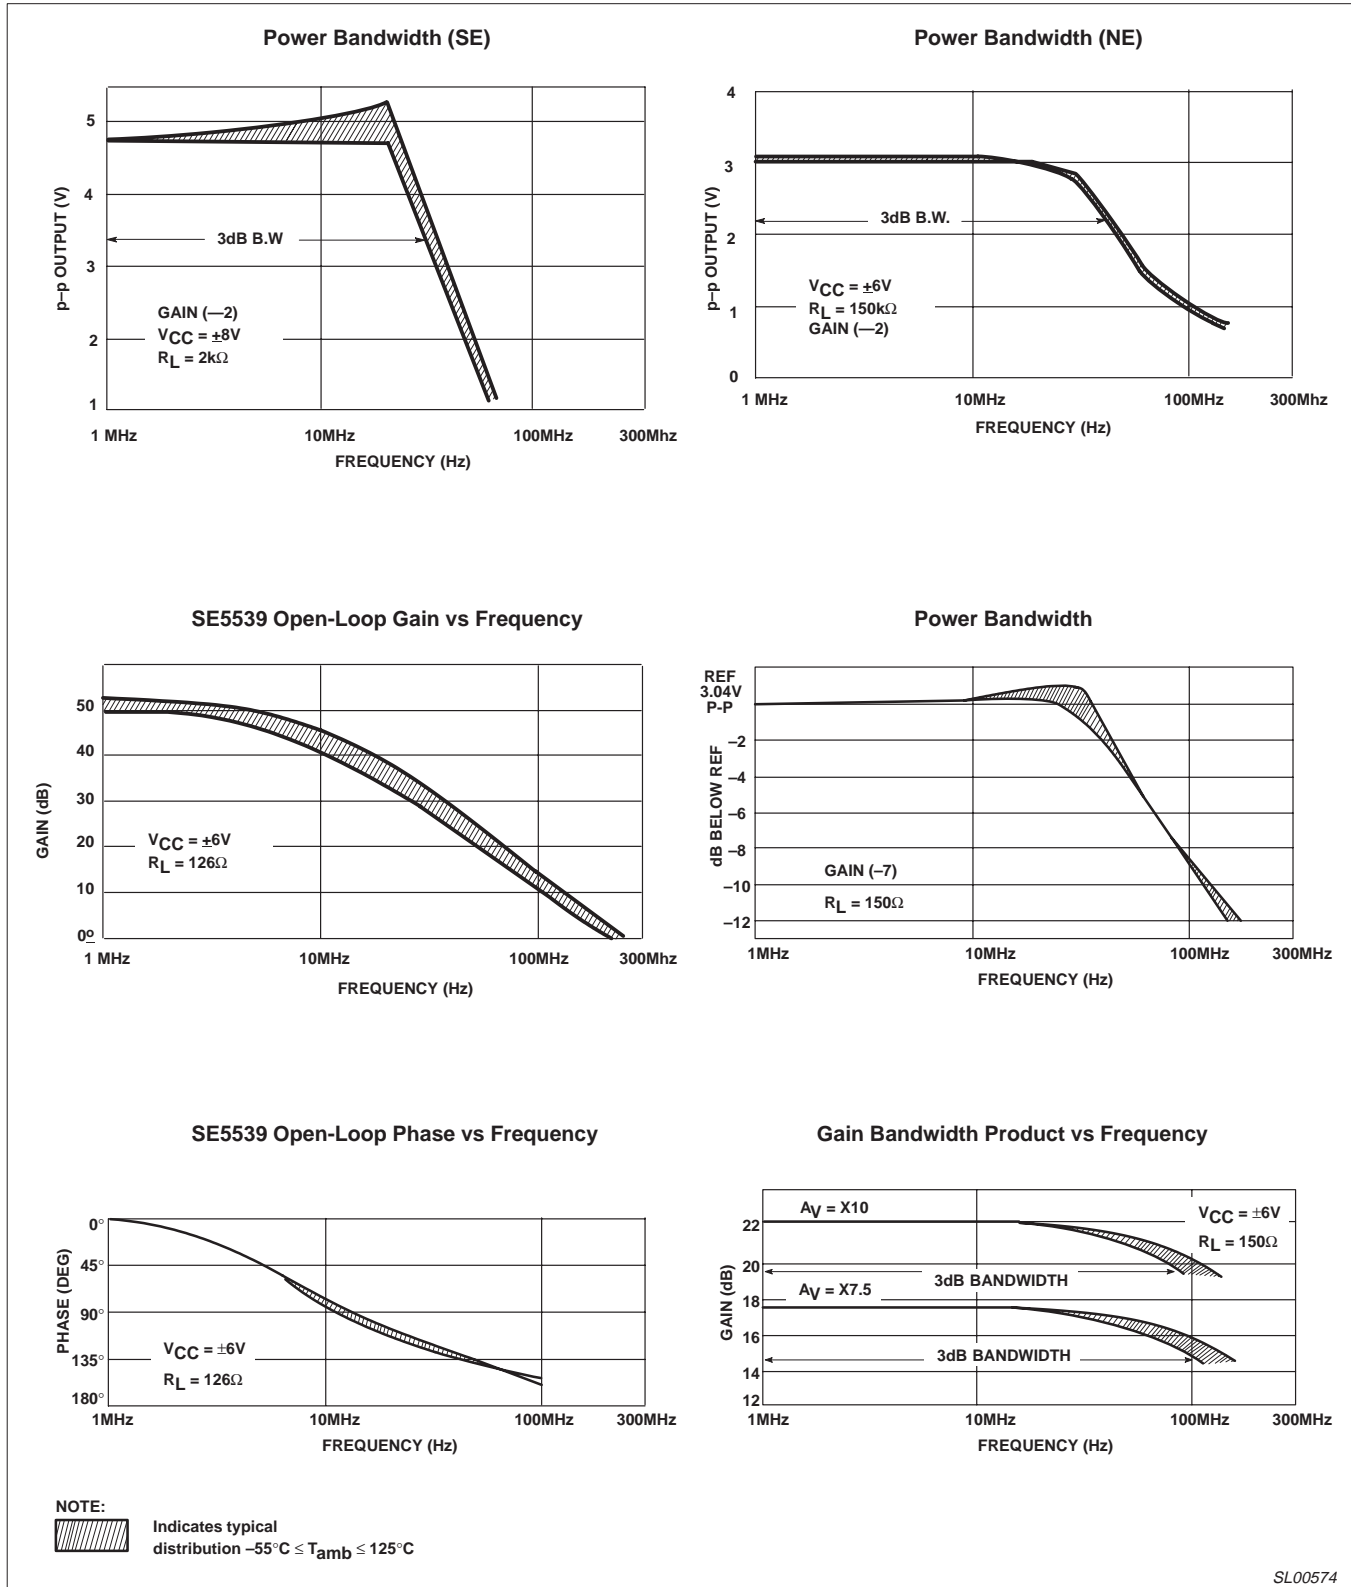 Power Bandwidth (SE)
5
4
3
2
1
p–p OUTPUT (V)
3dB B.W
GAIN (—2)
VCC = ±8V
RL = 2kΩ
1 MHz 10MHz 100MHz 300Mhz
FREQUENCY (Hz)
Power Bandwidth (NE)
4
3
2
1
0
p–p OUTPUT (V)
3dB B.W.
VCC = ±6V
RL = 150kΩ
GAIN (—2)
1 MHz 10MHz 100MHz 300Mhz
FREQUENCY (Hz)
SE5539 Open-Loop Gain vs Frequency
50
40
30
20
10
0º
GAIN (dB)
VCC = ±6V
RL = 126Ω
1 MHz 10MHz 100MHz 300Mhz
FREQUENCY (Hz)
Power Bandwidth
REF
3.04V
P-P
–2
–4
–6
–8
–10
–12
dB BELOW REF
GAIN (–7)
RL = 150Ω
1MHz 10MHz 100MHz 300MHz
FREQUENCY (Hz)
SE5539 Open-Loop Phase vs Frequency
0°
45°
90°
135°
180°
PHASE (DEG)
VCC = ±6V
RL = 126Ω
1MHz 10MHz 100MHz 300MHz
FREQUENCY (Hz)
Gain Bandwidth Product vs Frequency
22
20
18
16
14
12
GAIN (dB)
AV = X10
VCC = ±6V
RL = 150Ω
3dB BANDWIDTH
AV = X7.5
3dB BANDWIDTH
1MHz 10MHz 100MHz 300MHz
FREQUENCY (Hz)
NOTE:
Indicates typical
distribution –55°C ≤ Tamb ≤ 125°C
SL00574